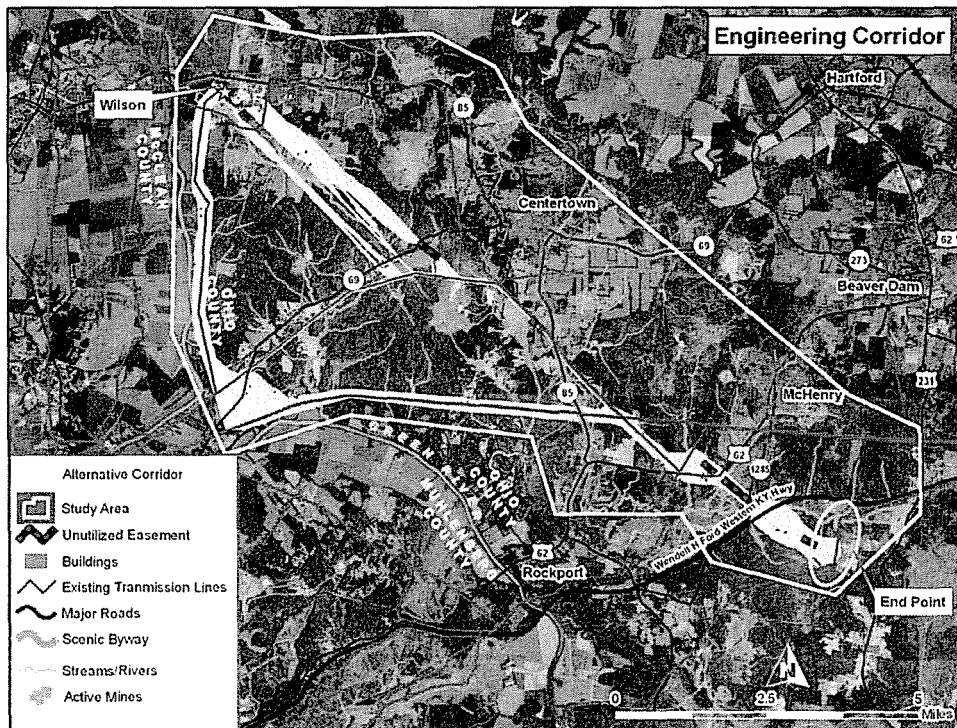 Engineering Corridor
Hartford
Wilson
85
MCCLEAN
COUNTY
Centertown
62
69
273
Beaver Dam
69
OHIO
COUNTY
231
85
McHenry
62
1285
GREEN RIVER
OHIO
COUNTY
MUHLENBERG
COUNTY
Wendell H Ford Western KY Hwy
62
Rockport
End Point
Alternative Corridor
Study Area
Unutilized Easement
Buildings
Existing Tranmission Lines
Major Roads
Scenic Byway
Streams/Rivers
Active Mines
N
0
2.5
5
Miles